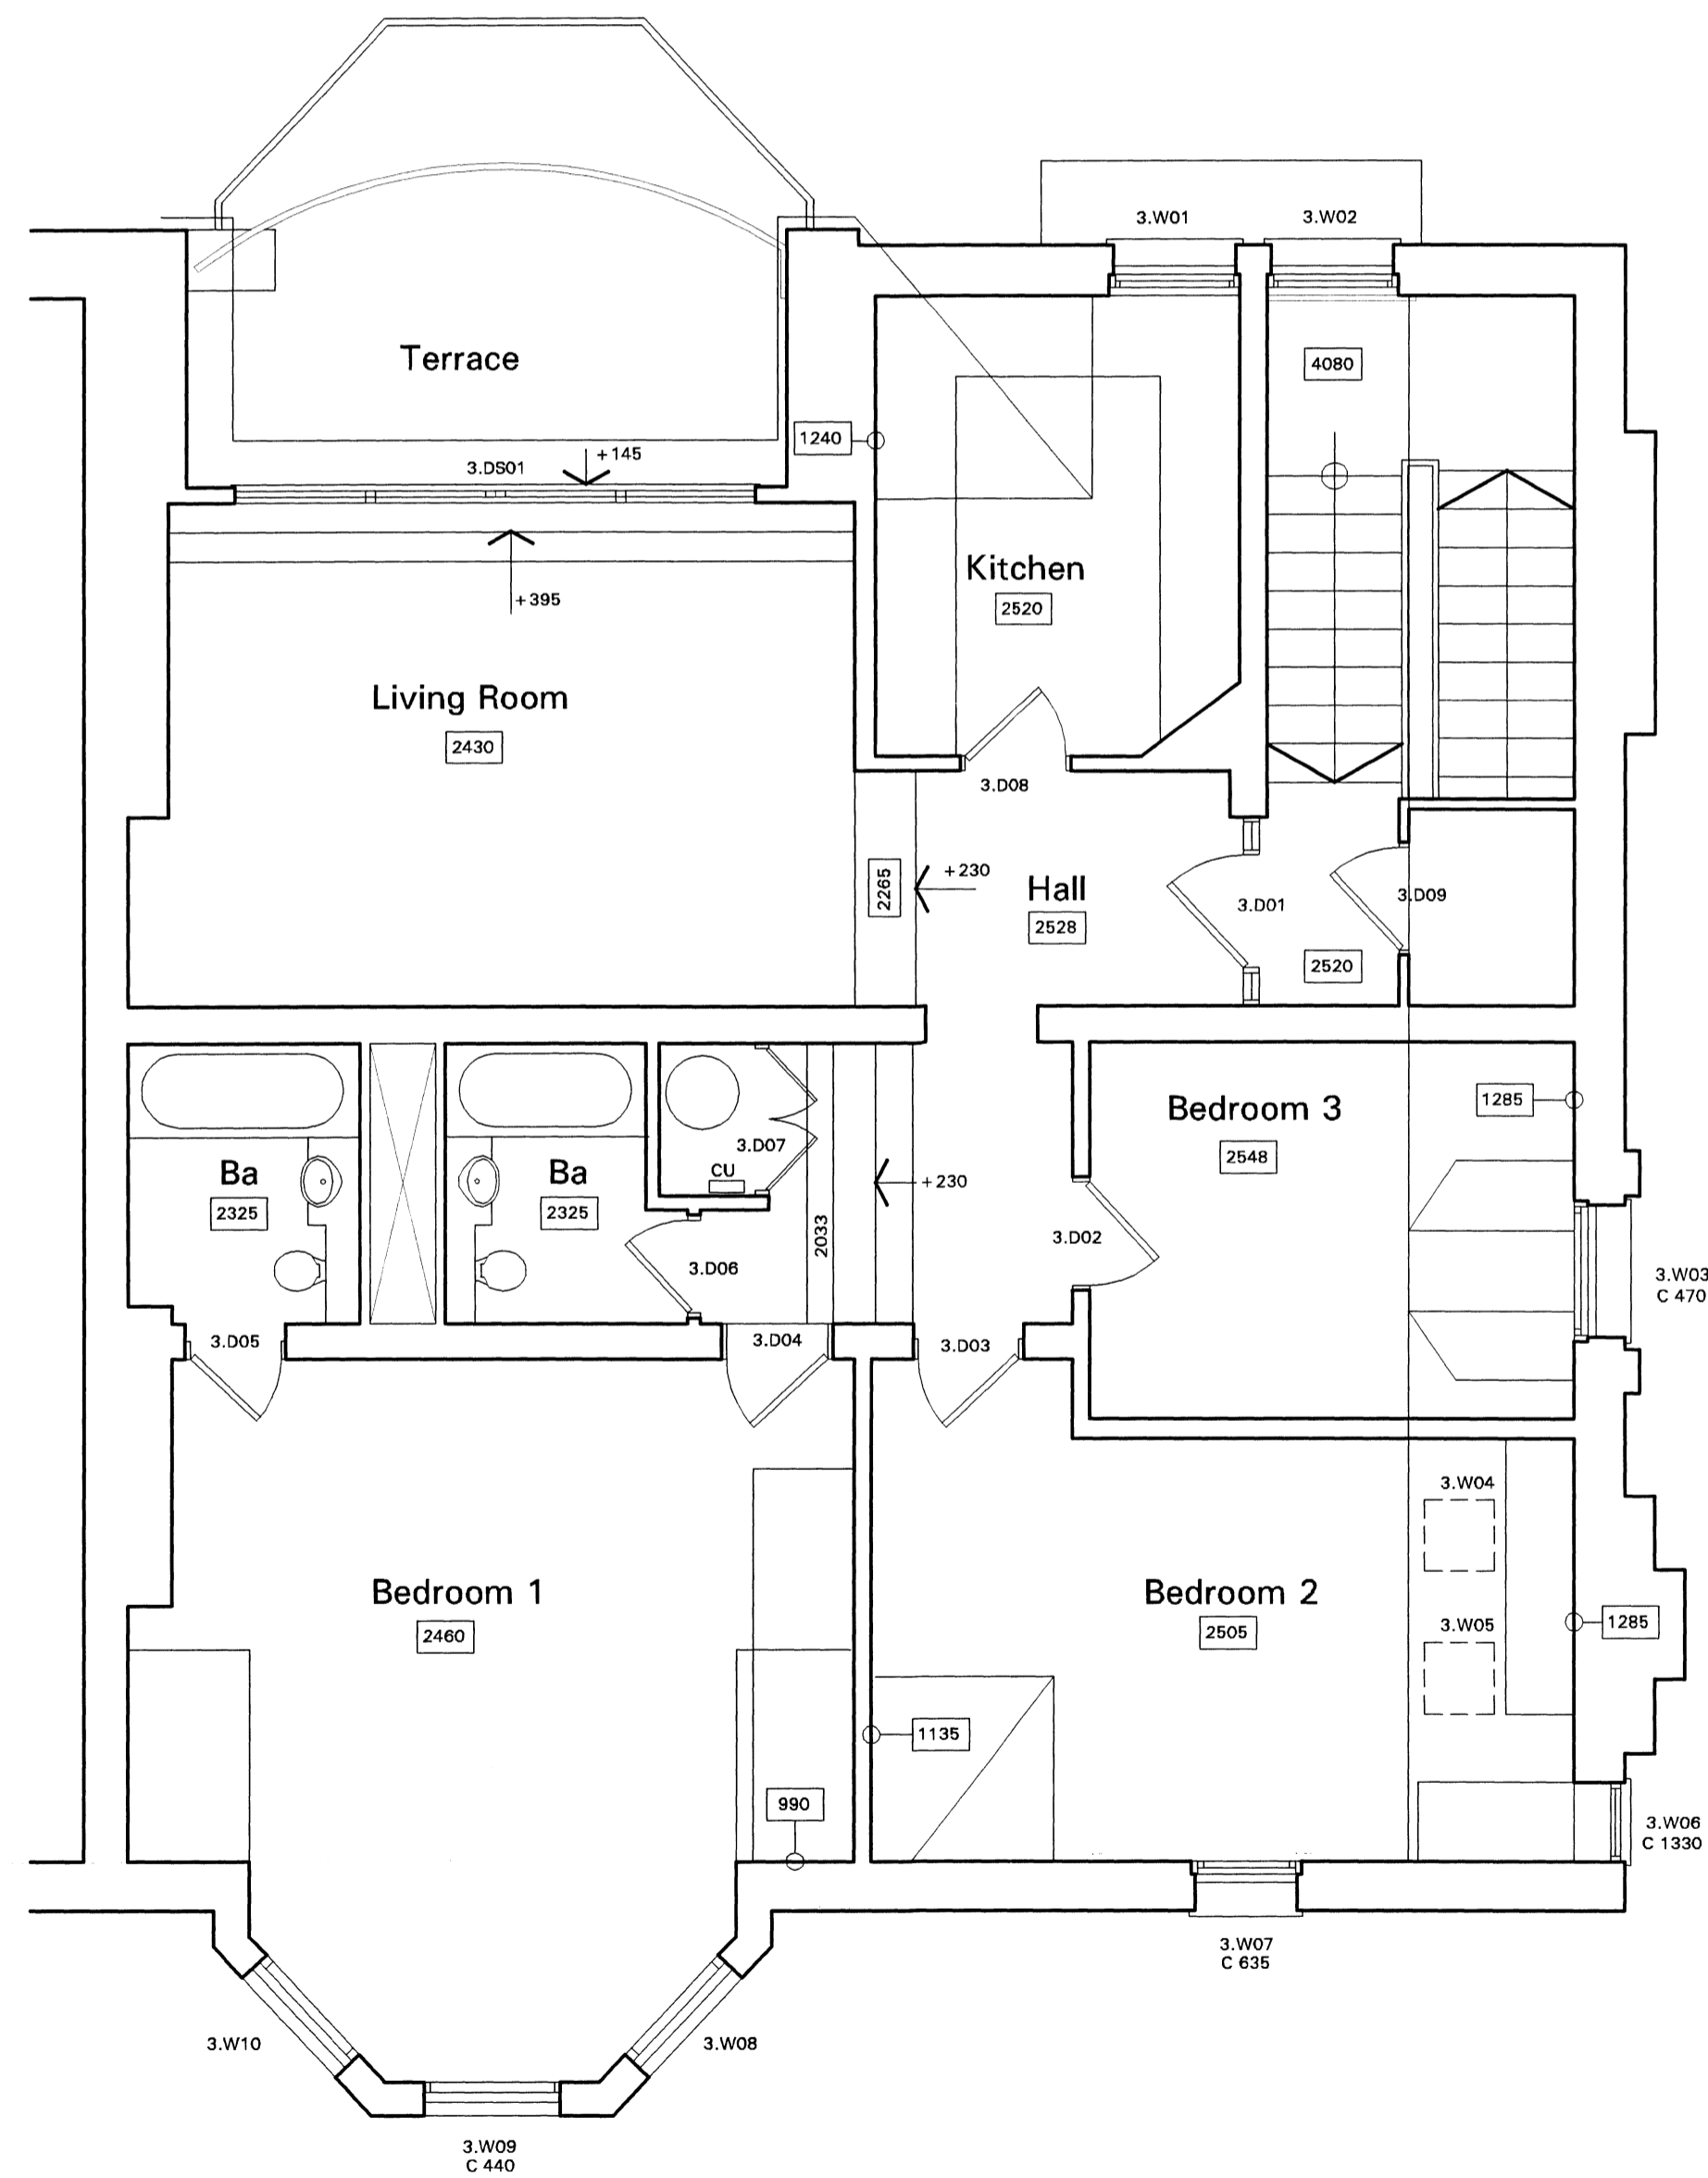 3.W01
3.W02
Terrace
4080
1240
+145
3.DS01
Kitchen
2520
+395
Living Room
2430
3.D08
2265
+230
Hall
2528
3.D01
3.D09
2520
Bedroom 3
2548
1285
3.D07
CU
Ba
2325
Ba
2325
+230
2033
3.D02
3.D06
3.W03
C 470
3.D05
3.D04
3.D03
3.W04
Bedroom 1
2460
Bedroom 2
2505
3.W05
1285
1135
990
3.W06
C 1330
3.W07
C 635
3.W10
3.W08
3.W09
C 440